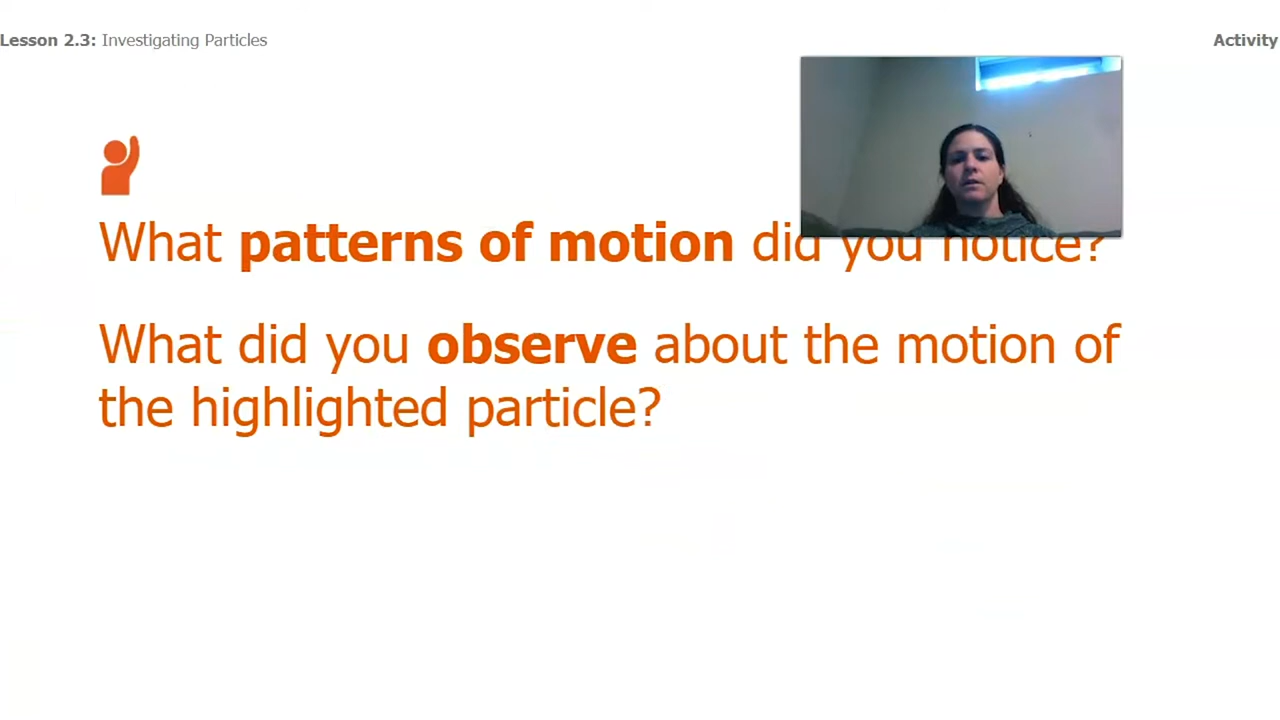 Lesson 2.3: Investigating Particles
Activity
What patterns of motion did you notice?
What did you observe about the motion of
the highlighted particle?